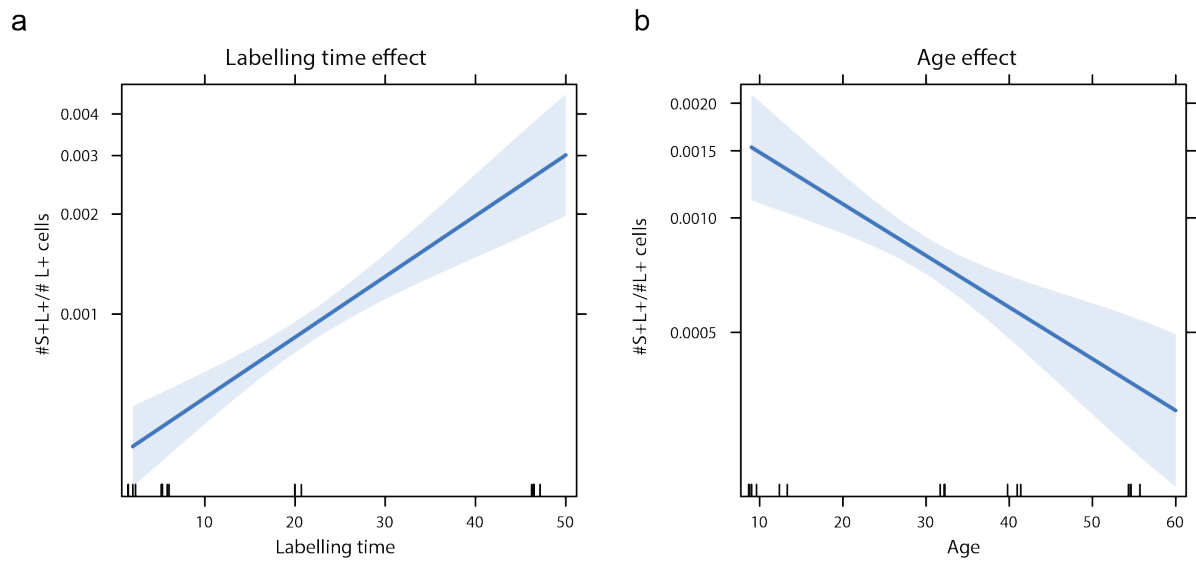 a
Labelling time effect
0.004
0.003
0.002
0.001
#S+L+/# L+ cells
10 20 30 40 50
Labelling time
b
Age effect
0.0020
0.0015
0.0010
0.0005
#S+L+/#L+ cells
10 20 30 40 50 60
Age